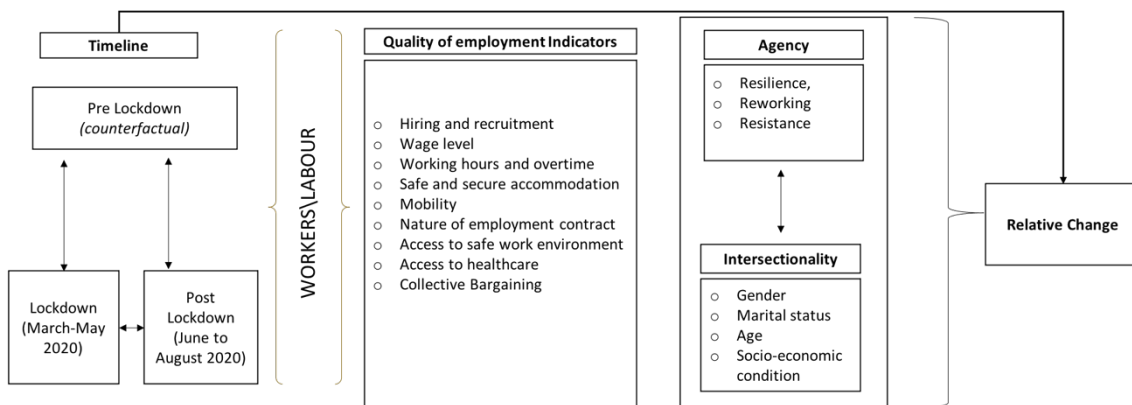 Timeline
Pre Lockdown
(counterfactual)
Lockdown
(March-May
2020)
Post
Lockdown
(June to
August 2020)
WORKERS\LABOUR
Quality of employment Indicators
○ Hiring and recruitment
○ Wage level
○ Working hours and overtime
○ Safe and secure accommodation
○ Mobility
○ Nature of employment contract
○ Access to safe work environment
○ Access to healthcare
○ Collective Bargaining
Agency
○ Resilience,
○ Reworking
○ Resistance
Intersectionality
○ Gender
○ Marital status
○ Age
○ Socio-economic
condition
Relative Change